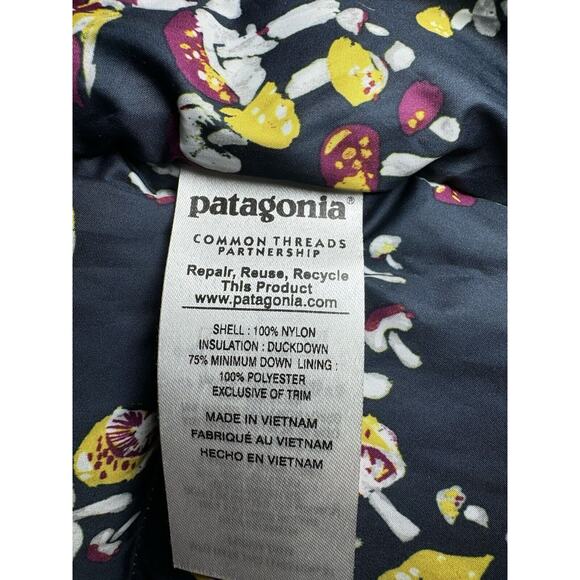 patagonia®
COMMON THREADS
PARTNERSHIP
Repair, Reuse, Recycle
This Product
www.patagonia.com
SHELL : 100% NYLON
INSULATION : DUCKDOWN
75% MINIMUM DOWN LINING :
100% POLYESTER
EXCLUSIVE OF TRIM
MADE IN VIETNAM
FABRIQUÉ AU VIETNAM
HECHO EN VIETNAM